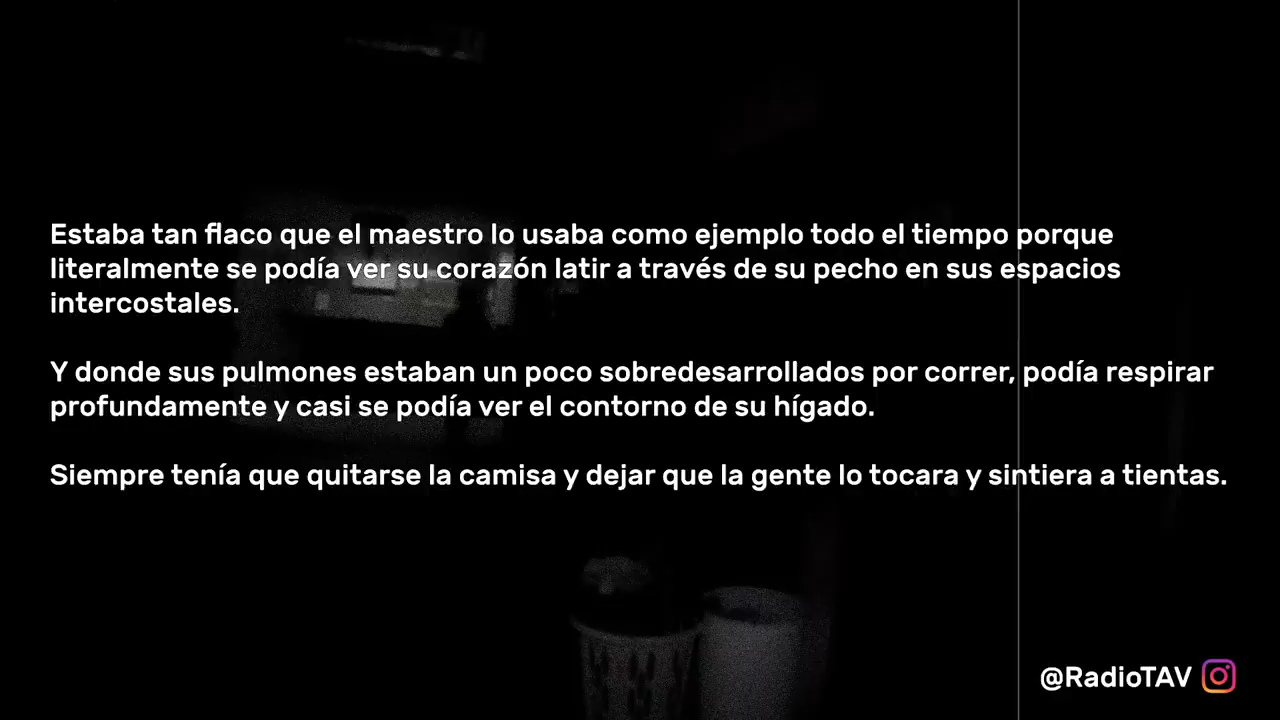 Estaba tan flaco que el maestro lo usaba como ejemplo todo el tiempo porque
literalmente se podía ver su corazón latir a través de su pecho en sus espacios
intercostales.
Y donde sus pulmones estaban un poco sobredesarrollados por correr, podía respirar
profundamente y casi se podía ver el contorno de su hígado.
Siempre tenía que quitarse la camisa y dejar que la gente lo tocara y sintiera a tientas.
@RadioTAV